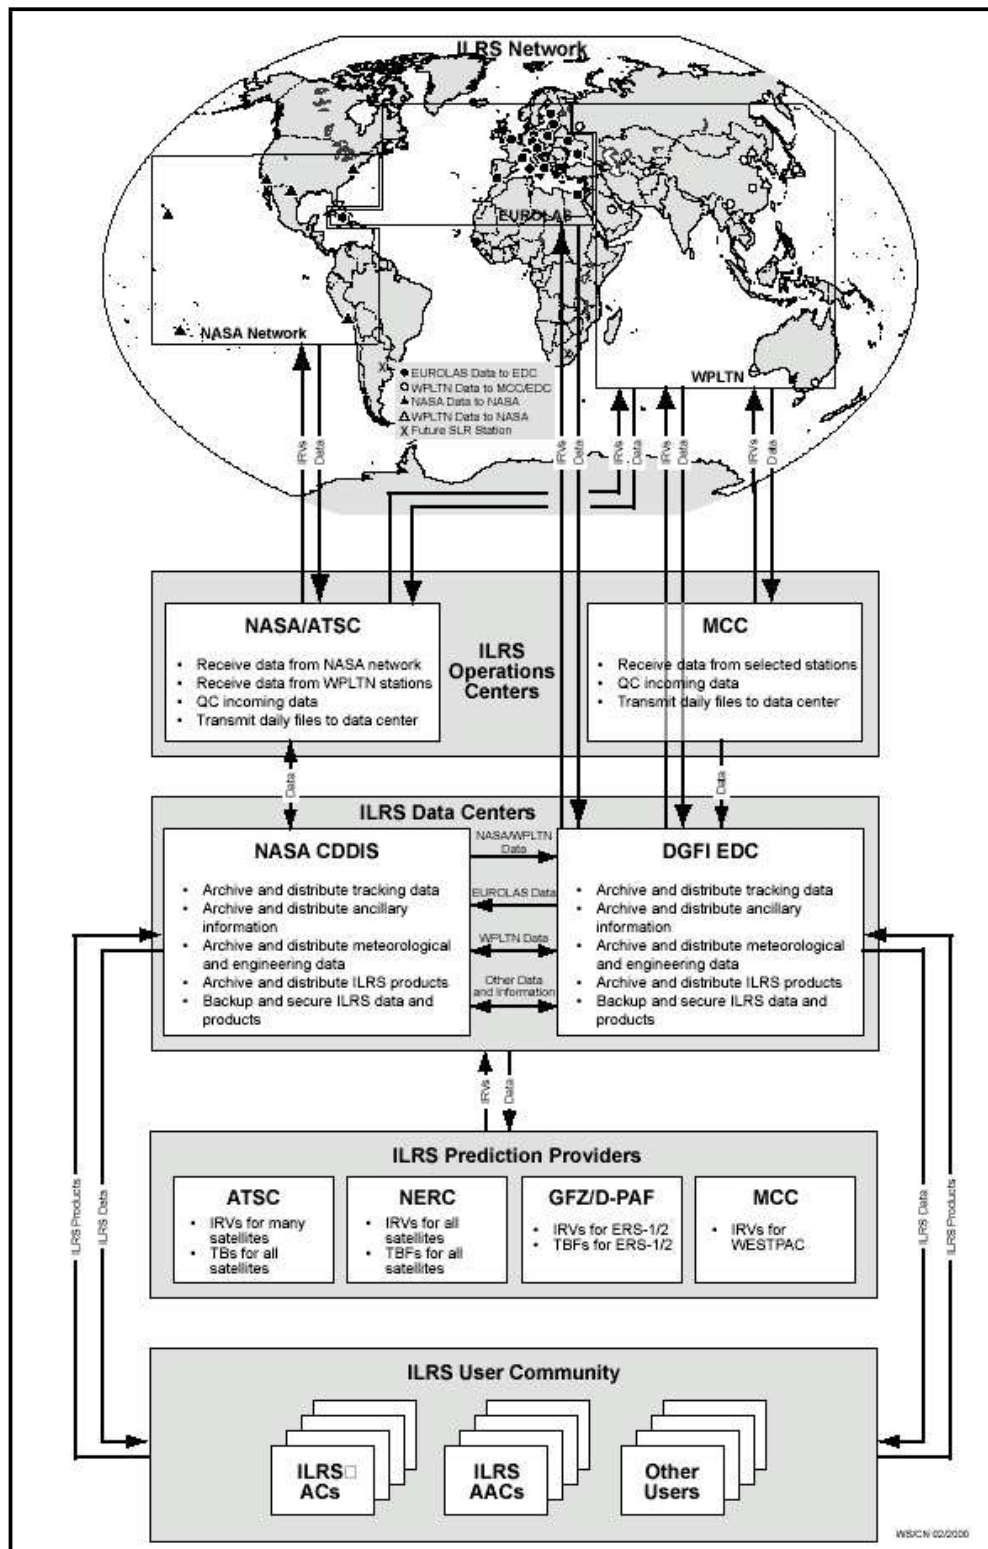 ILRS Network
EUROLAS
NASA Network
WPLTN
EUROLAS Data to EDC
WPLTN Data to MCC/EDC
NASA Data to NASA
WPLTN Data to NASA
X Future SLR Station
IRVs
Data
IRVs
Data
IRVs
Data
IRVs
Data
IRVs
Data
NASA/ATSC
• Receive data from NASA network
• Receive data from WPLTN stations
• QC incoming data
• Transmit daily files to data center
ILRS
Operations
Centers
MCC
• Receive data from selected stations
• QC incoming data
• Transmit daily files to data center
Data
Data
ILRS Data Centers
NASA CDDIS
• Archive and distribute tracking data
• Archive and distribute ancillary
information
• Archive and distribute meteorological
and engineering data
• Archive and distribute ILRS products
• Backup and secure ILRS data and
products
NASA/WPLTN
Data
EUROLAS Data
WPLTN Data
Other Data
and Information
DGFI EDC
• Archive and distribute tracking data
• Archive and distribute ancillary
information
• Archive and distribute meteorological
and engineering data
• Archive and distribute ILRS products
• Backup and secure ILRS data and
products
IRVs
Data
ILRS Products
ILRS Data
ILRS Data
ILRS Products
ILRS Prediction Providers
ATSC
• IRVs for many
satellites
• TBs for all
satellites
NERC
• IRVs for all
satellites
• TBFs for all
satellites
GFZ/D-PAF
• IRVs for ERS-1/2
• TBFs for ERS-1/2
MCC
• IRVs for
WESTPAC
ILRS User Community
ILRS□
ACs
ILRS
AACs
Other
Users
WS/CN 02/2000